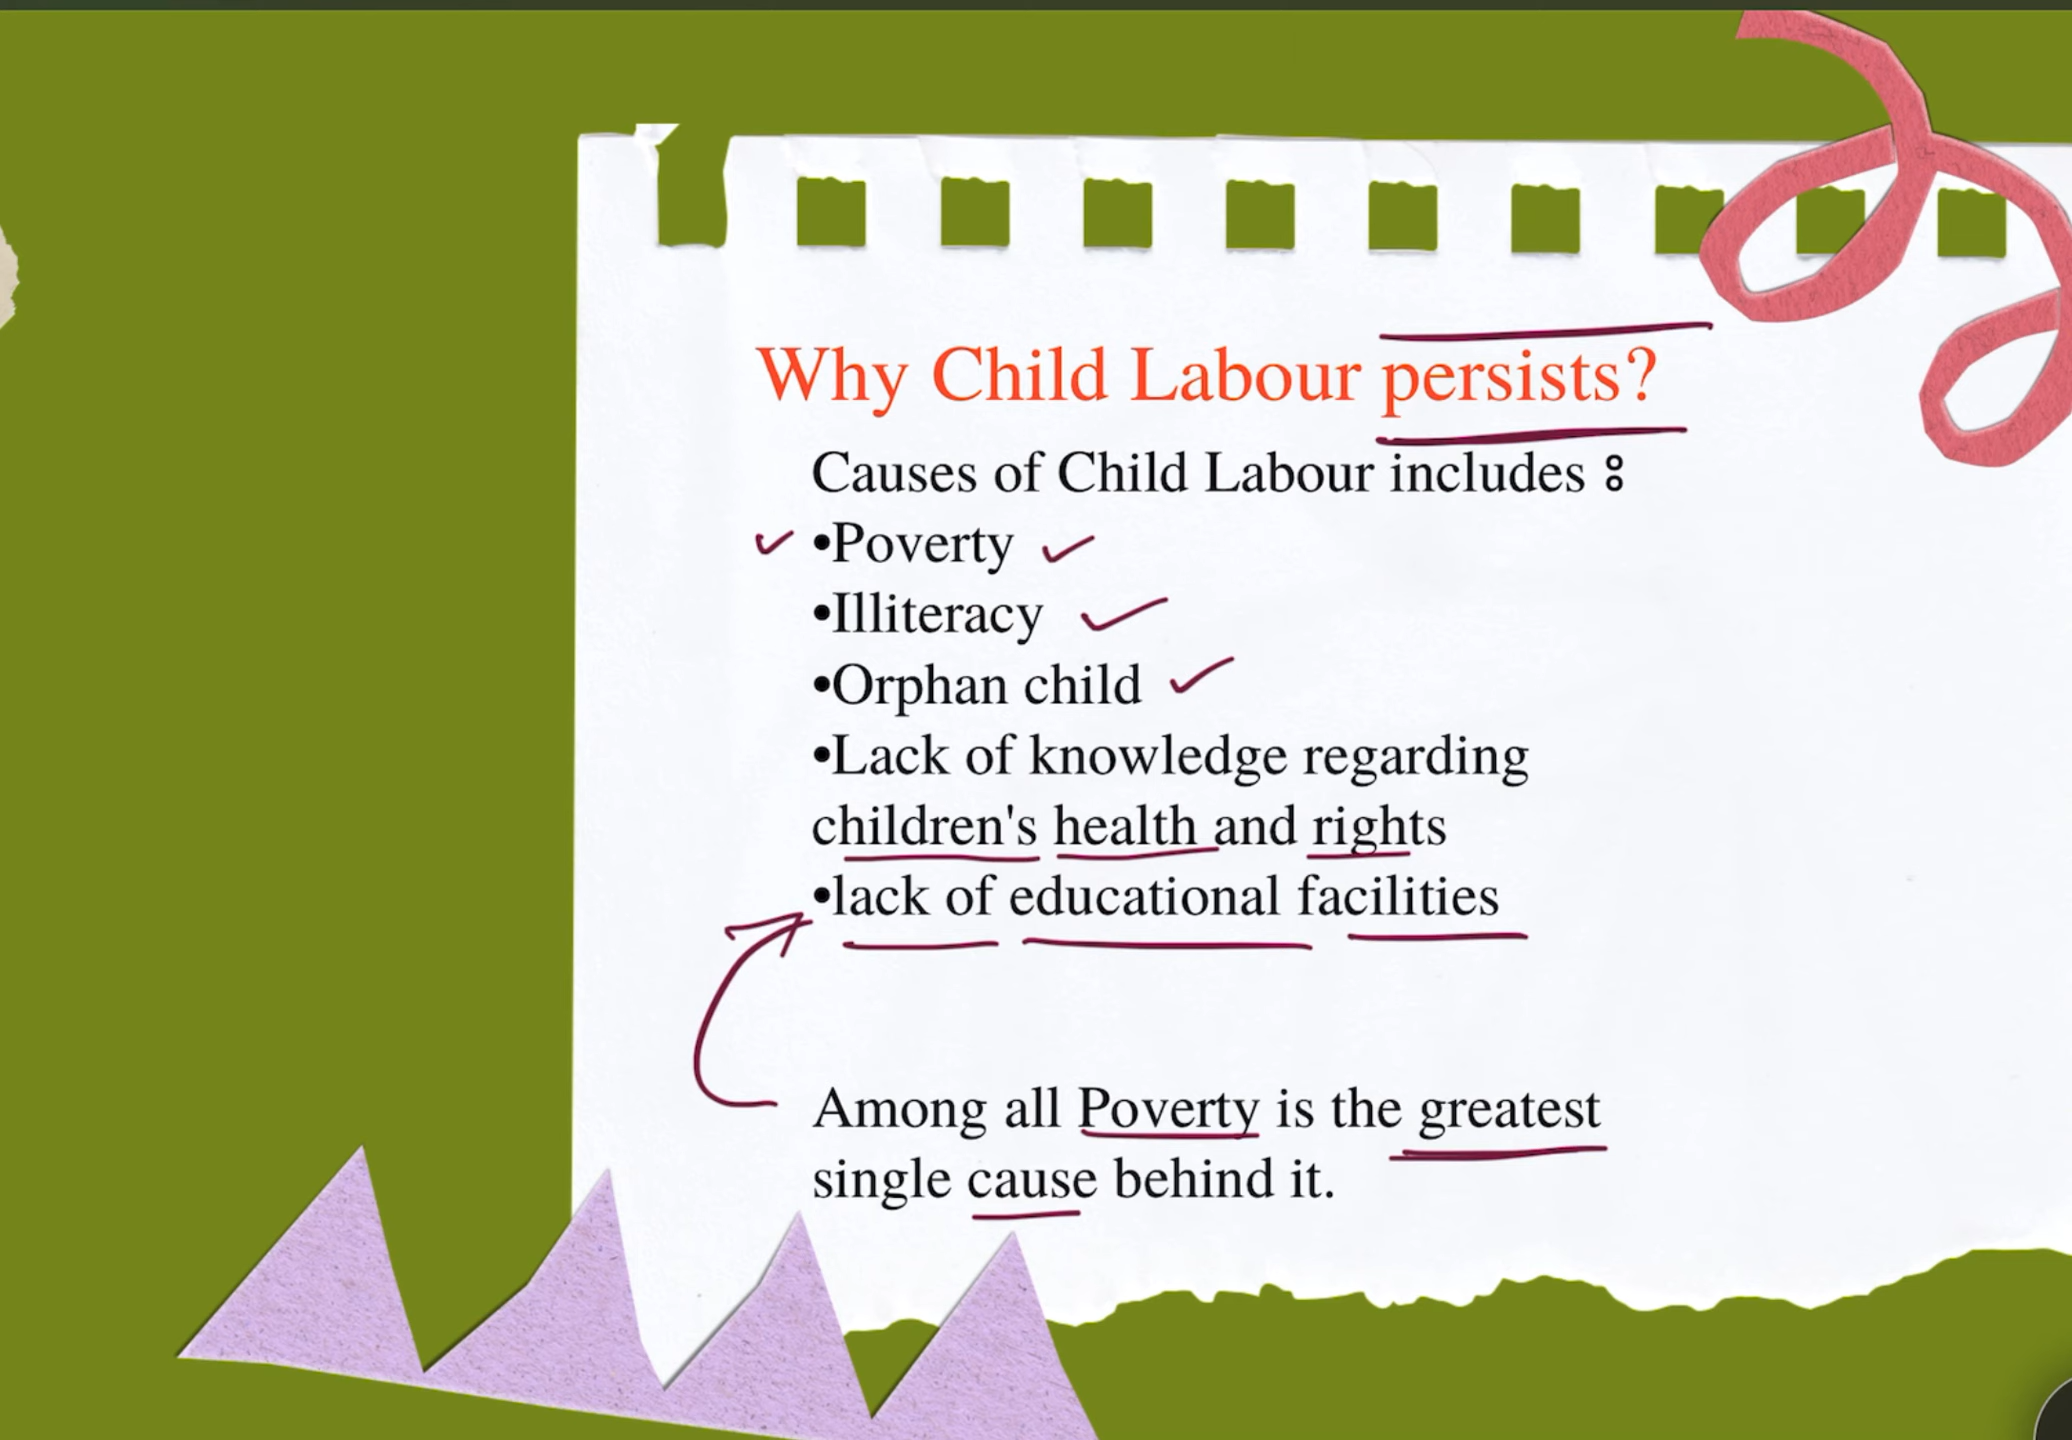 Why Child Labour persists?
Causes of Child Labour includes :
•Poverty
•Illiteracy
•Orphan child
•Lack of knowledge regarding
children's health and rights
•lack of educational facilities
Among all Poverty is the greatest
single cause behind it.